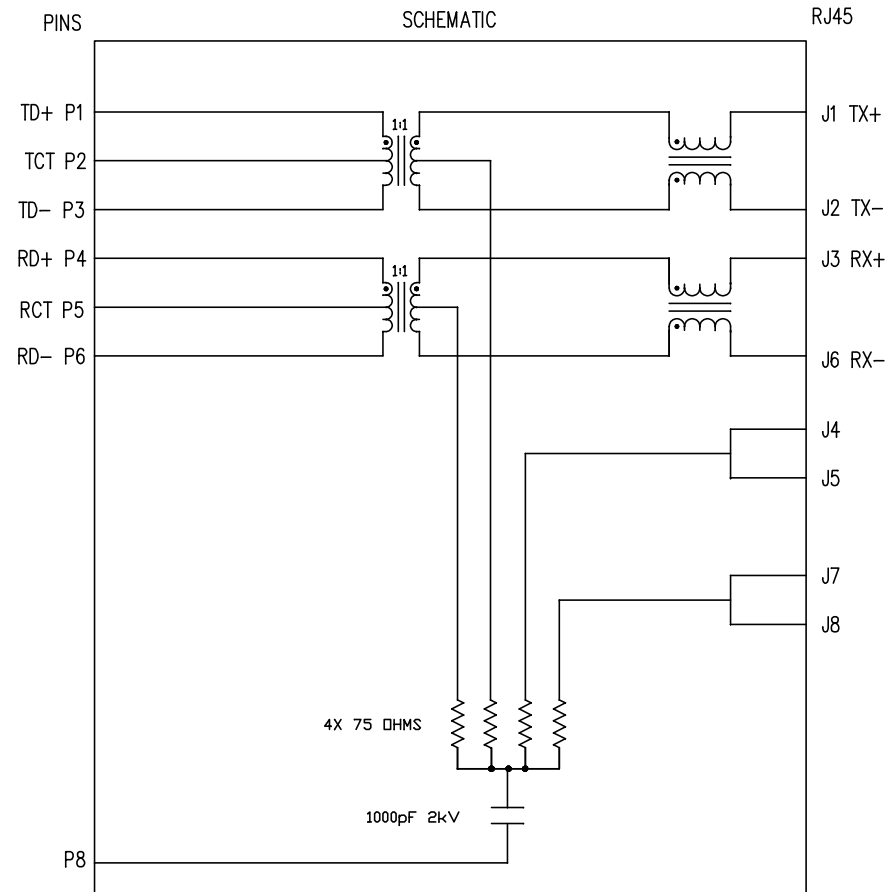 PINS
SCHEMATIC
RJ45
TD+ P1
1:1
J1 TX+
TCT P2
TD- P3
J2 TX-
RD+ P4
1:1
J3 RX+
RCT P5
RD- P6
J6 RX-
J4
J5
J7
J8
4X 75 OHMS
1000pF 2kV
P8